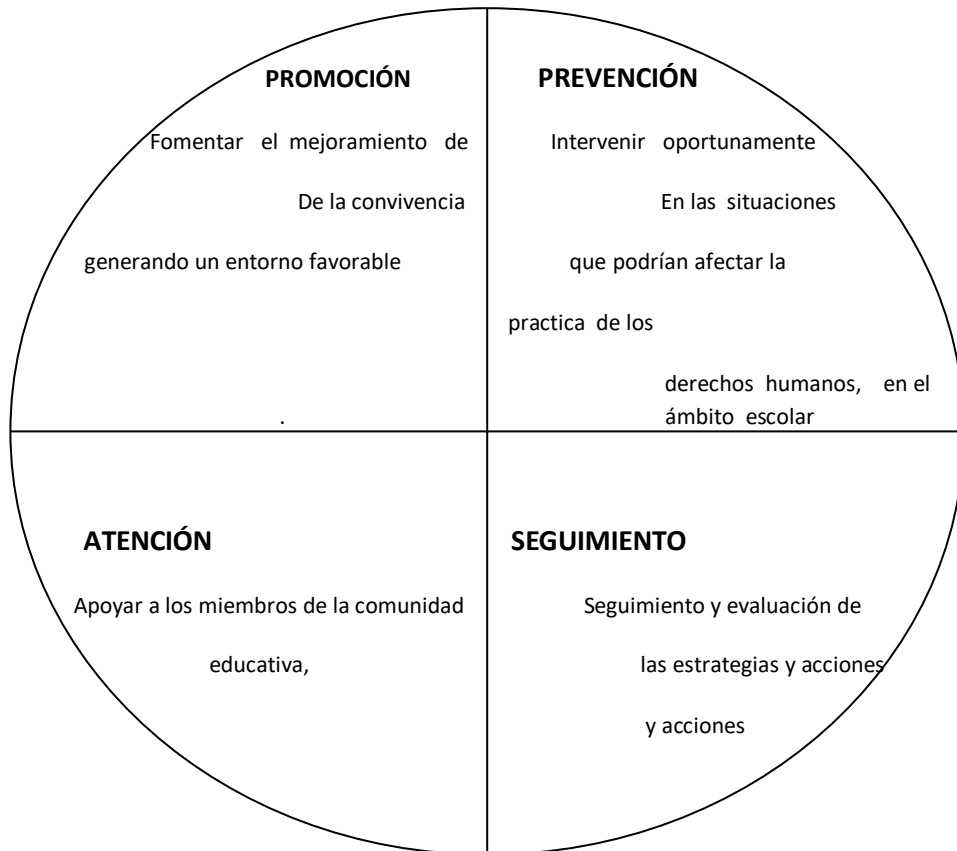 PROMOCIÓN
Fomentar el mejoramiento de
De la convivencia
generando un entorno favorable
.
PREVENCIÓN
Intervenir oportunamente
En las situaciones
que podrían afectar la
practica de los
derechos humanos, en el
ámbito escolar
ATENCIÓN
Apoyar a los miembros de la comunidad
educativa,
SEGUIMIENTO
Seguimiento y evaluación de
las estrategias y acciones
y acciones